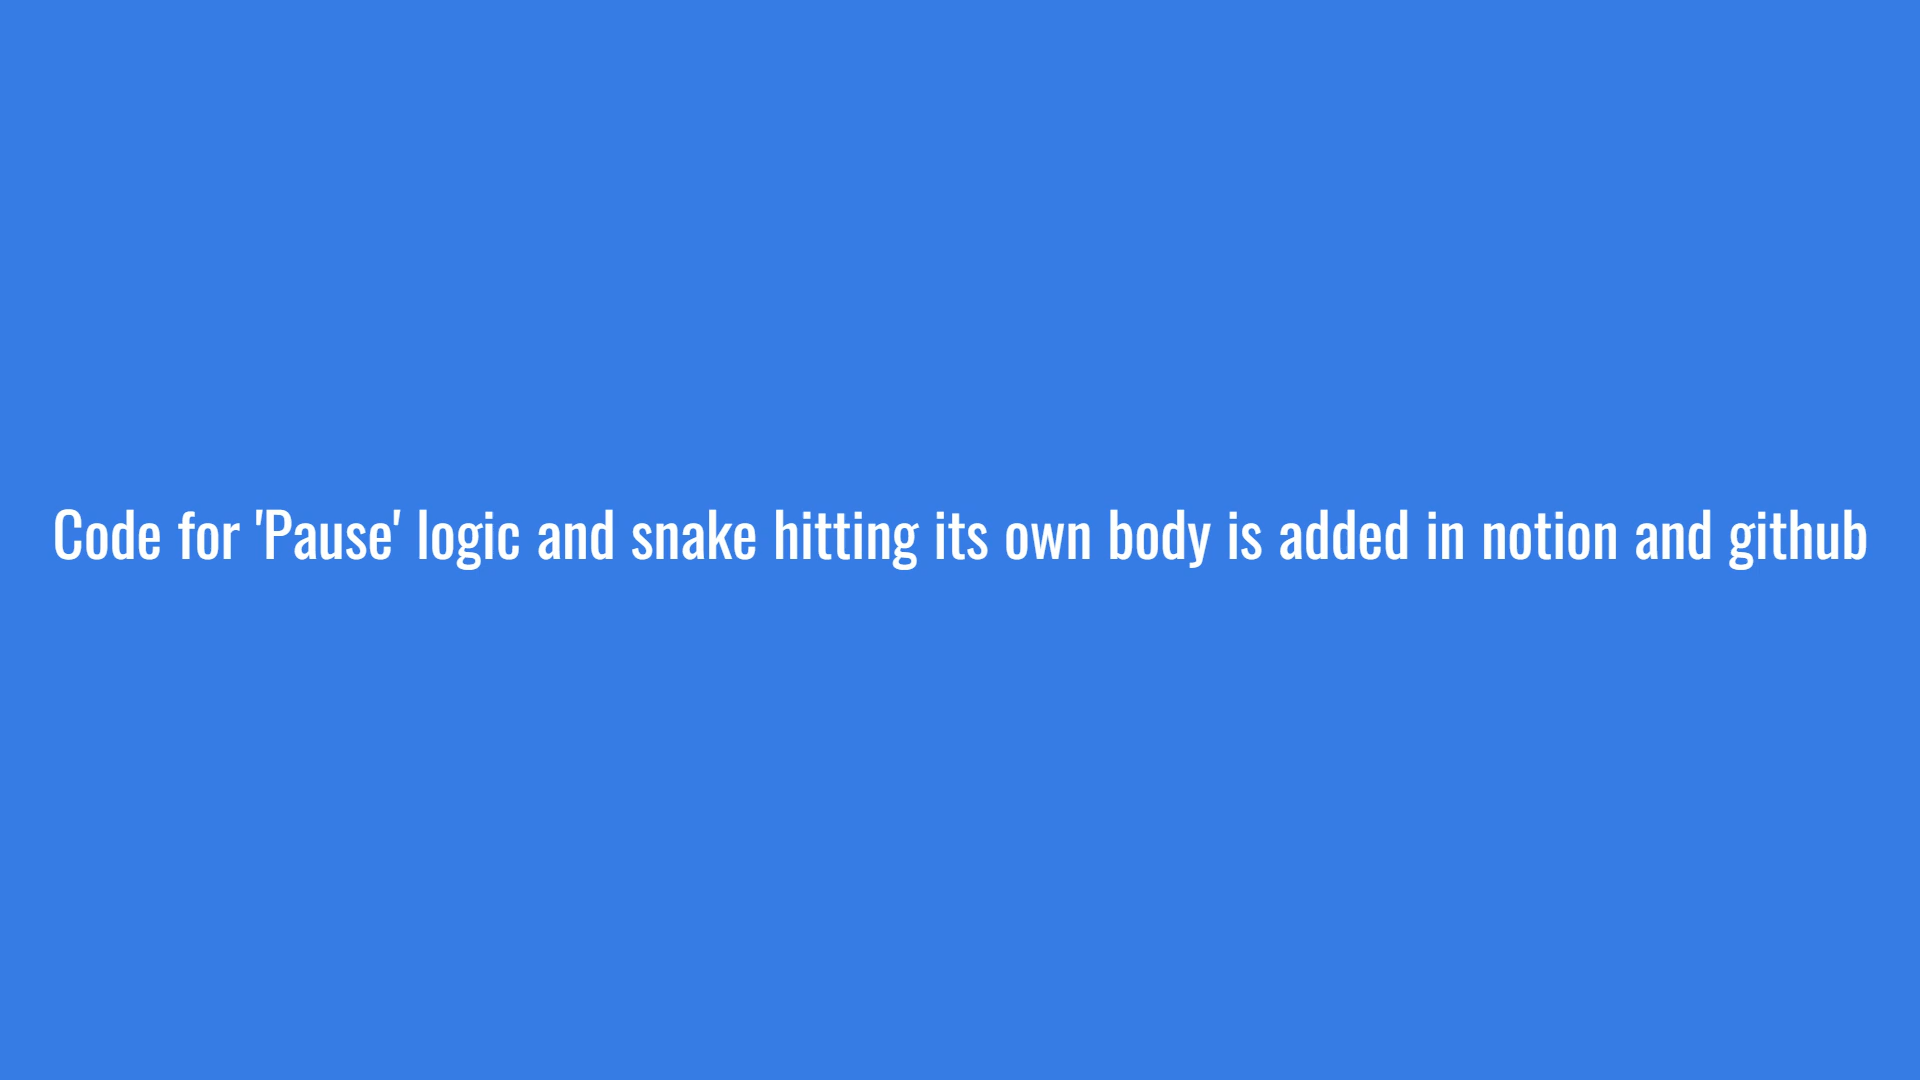 Code for 'Pause' logic and snake hitting its own body is added in notion and github